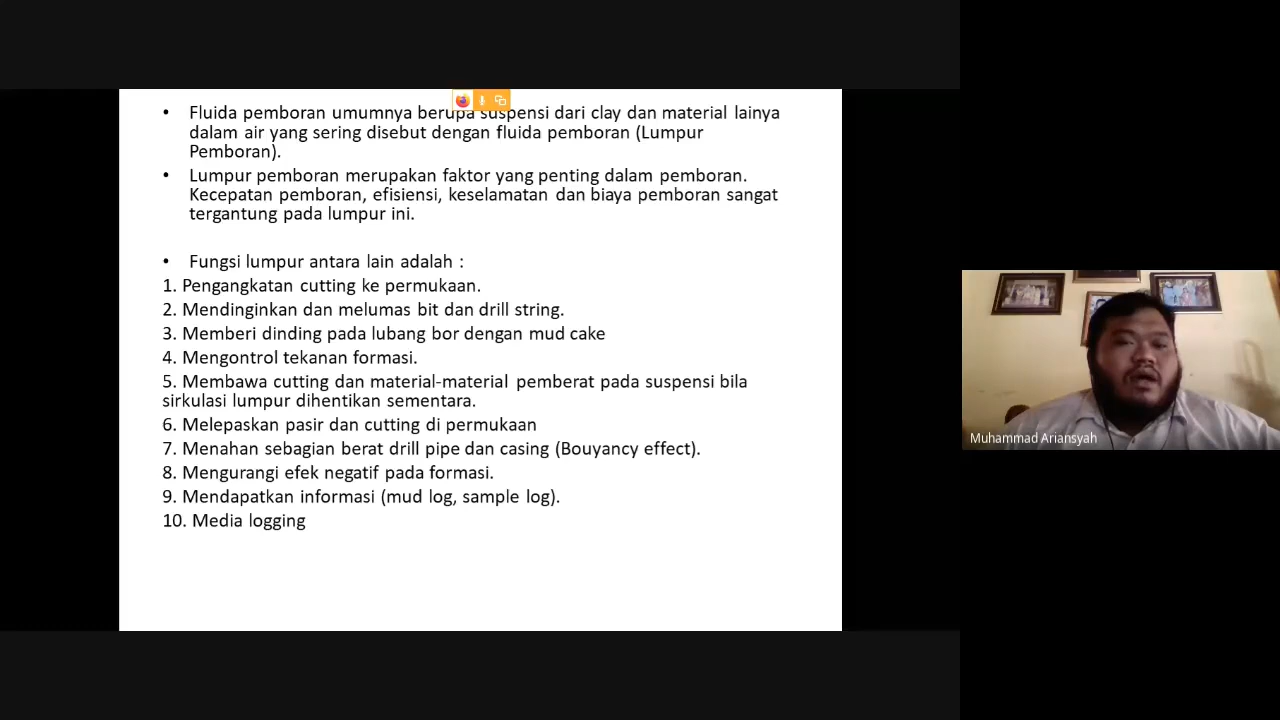 • Fluida pemboran umumnya berupa suspensi dari clay dan material lainya
dalam air yang sering disebut dengan fluida pemboran (Lumpur
Pemboran).
• Lumpur pemboran merupakan faktor yang penting dalam pemboran.
Kecepatan pemboran, efisiensi, keselamatan dan biaya pemboran sangat
tergantung pada lumpur ini.
• Fungsi lumpur antara lain adalah :
1. Pengangkatan cutting ke permukaan.
2. Mendinginkan dan melumas bit dan drill string.
3. Memberi dinding pada lubang bor dengan mud cake
4. Mengontrol tekanan formasi.
5. Membawa cutting dan material-material pemberat pada suspensi bila
sirkulasi lumpur dihentikan sementara.
6. Melepaskan pasir dan cutting di permukaan
7. Menahan sebagian berat drill pipe dan casing (Bouyancy effect).
8. Mengurangi efek negatif pada formasi.
9. Mendapatkan informasi (mud log, sample log).
10. Media logging
Muhammad Ariansyah